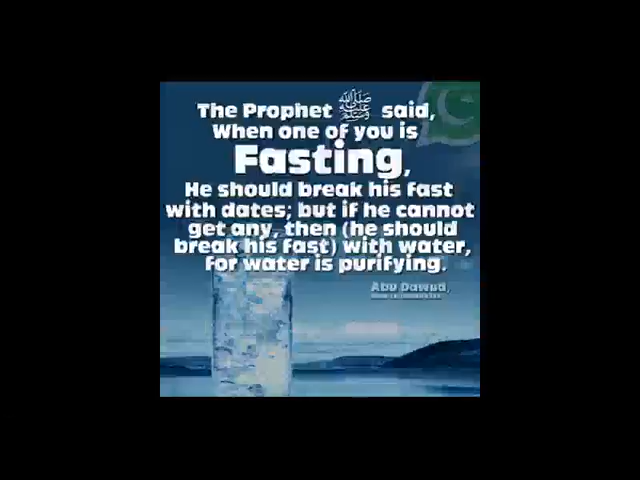 The Prophet ﷺ said,
When one of you is
Fasting,
He should break his fast
with dates; but if he cannot
get any, then (he should
break his fast) with water,
for water is purifying.
Abu Dawud,